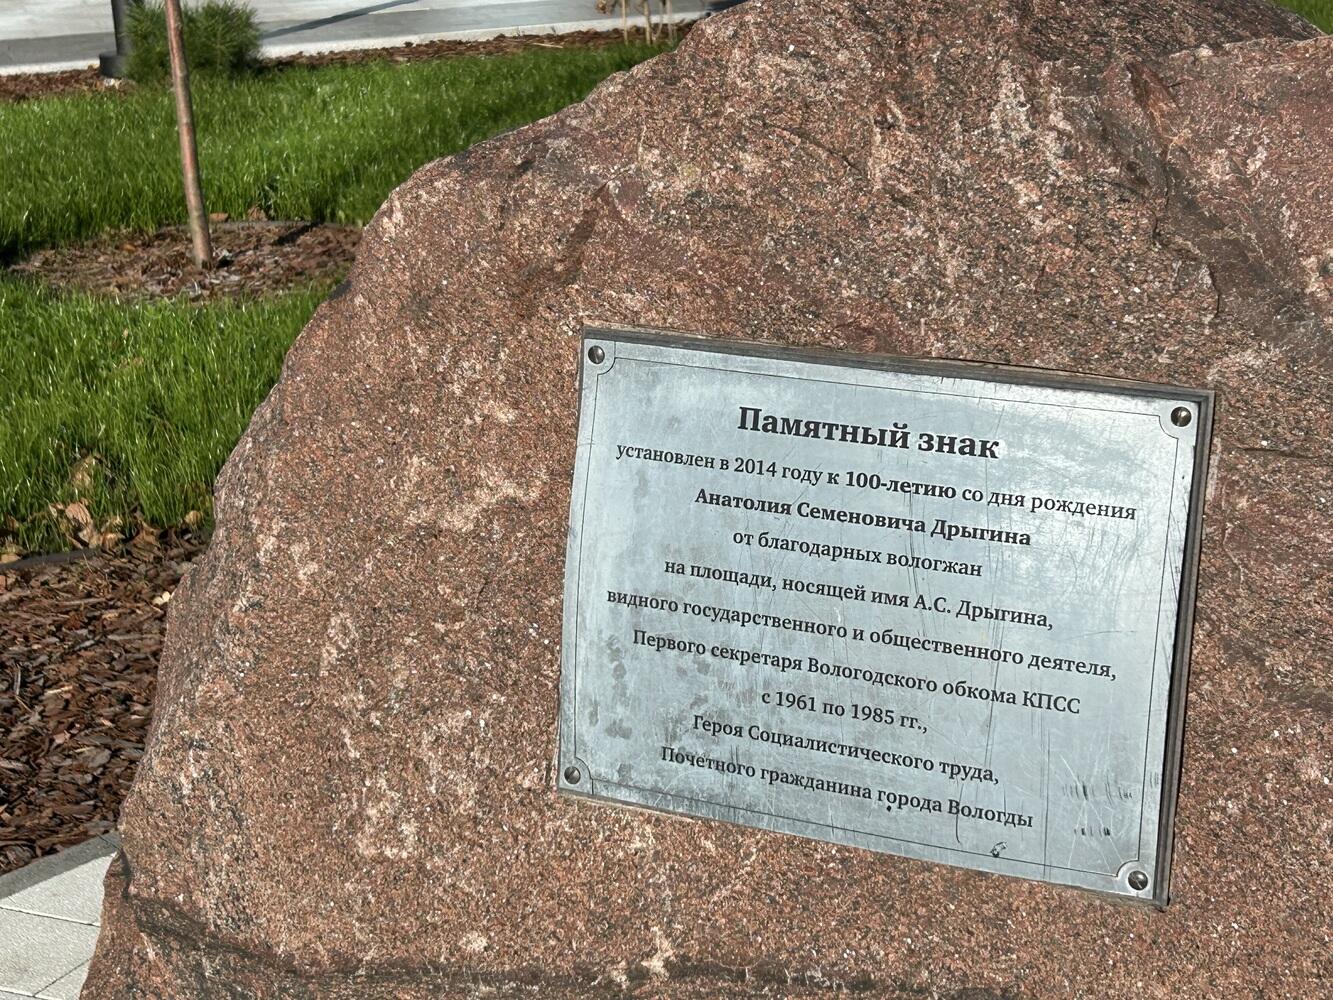 Памятный знак
установлен в 2014 году к 100-летию со дня рождения
Анатолия Семеновича Дрыгина
от благодарных вологжан
на площади, носящей имя А.С. Дрыгина,
видного государственного и общественного деятеля,
Первого секретаря Вологодского обкома КПСС
с 1961 по 1985 гг.,
Героя Социалистического труда,
Почетного гражданина города Вологды